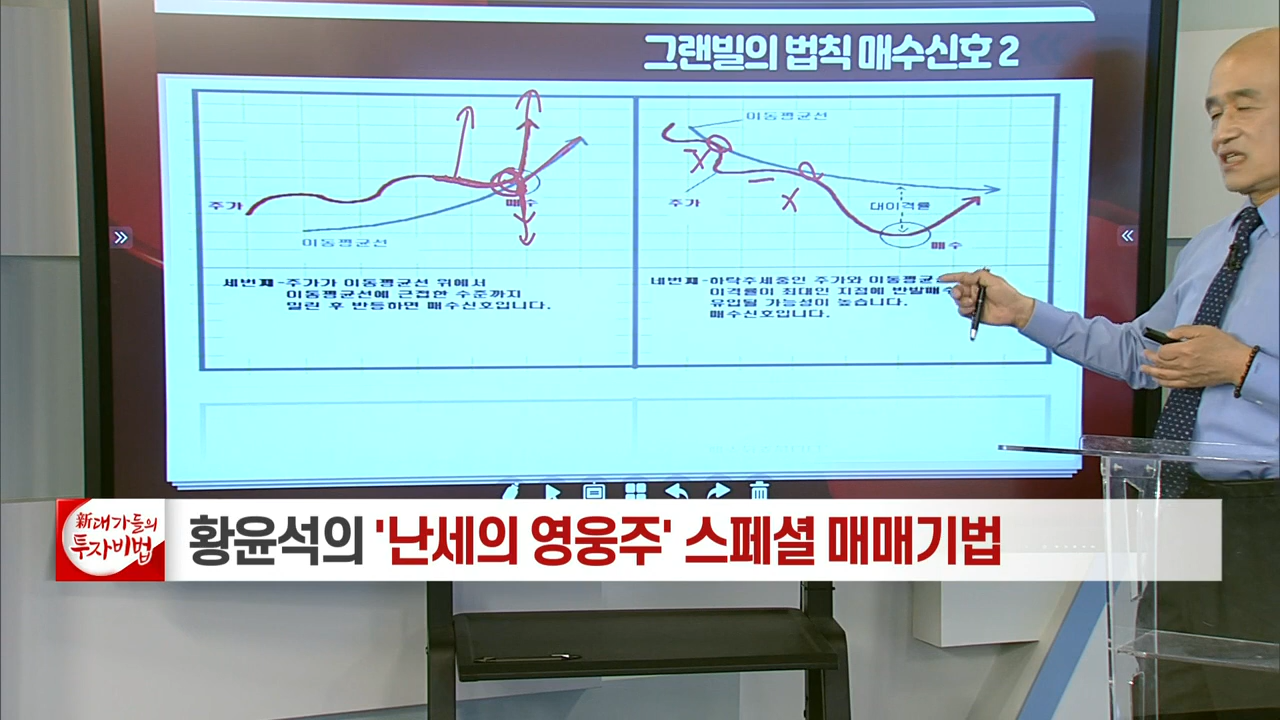 그랜빌의 법칙 매수신호 2
주가
이동평균선
매수
세번째-주가가 이동평균선 위에서
이동평균선에 근접한 수준까지
밀린 후 반등하면 매수신호입니다.
이동평균선
주가
X
X
대이격률
매수
네번째-하락추세중인 주가와 이동평균
이격률이 최대인 지점에 반발매수
유입될 가능성이 높습니다.
매수신호입니다.
新대가들의
투자비법
황윤석의 '난세의 영웅주' 스페셜 매매기법